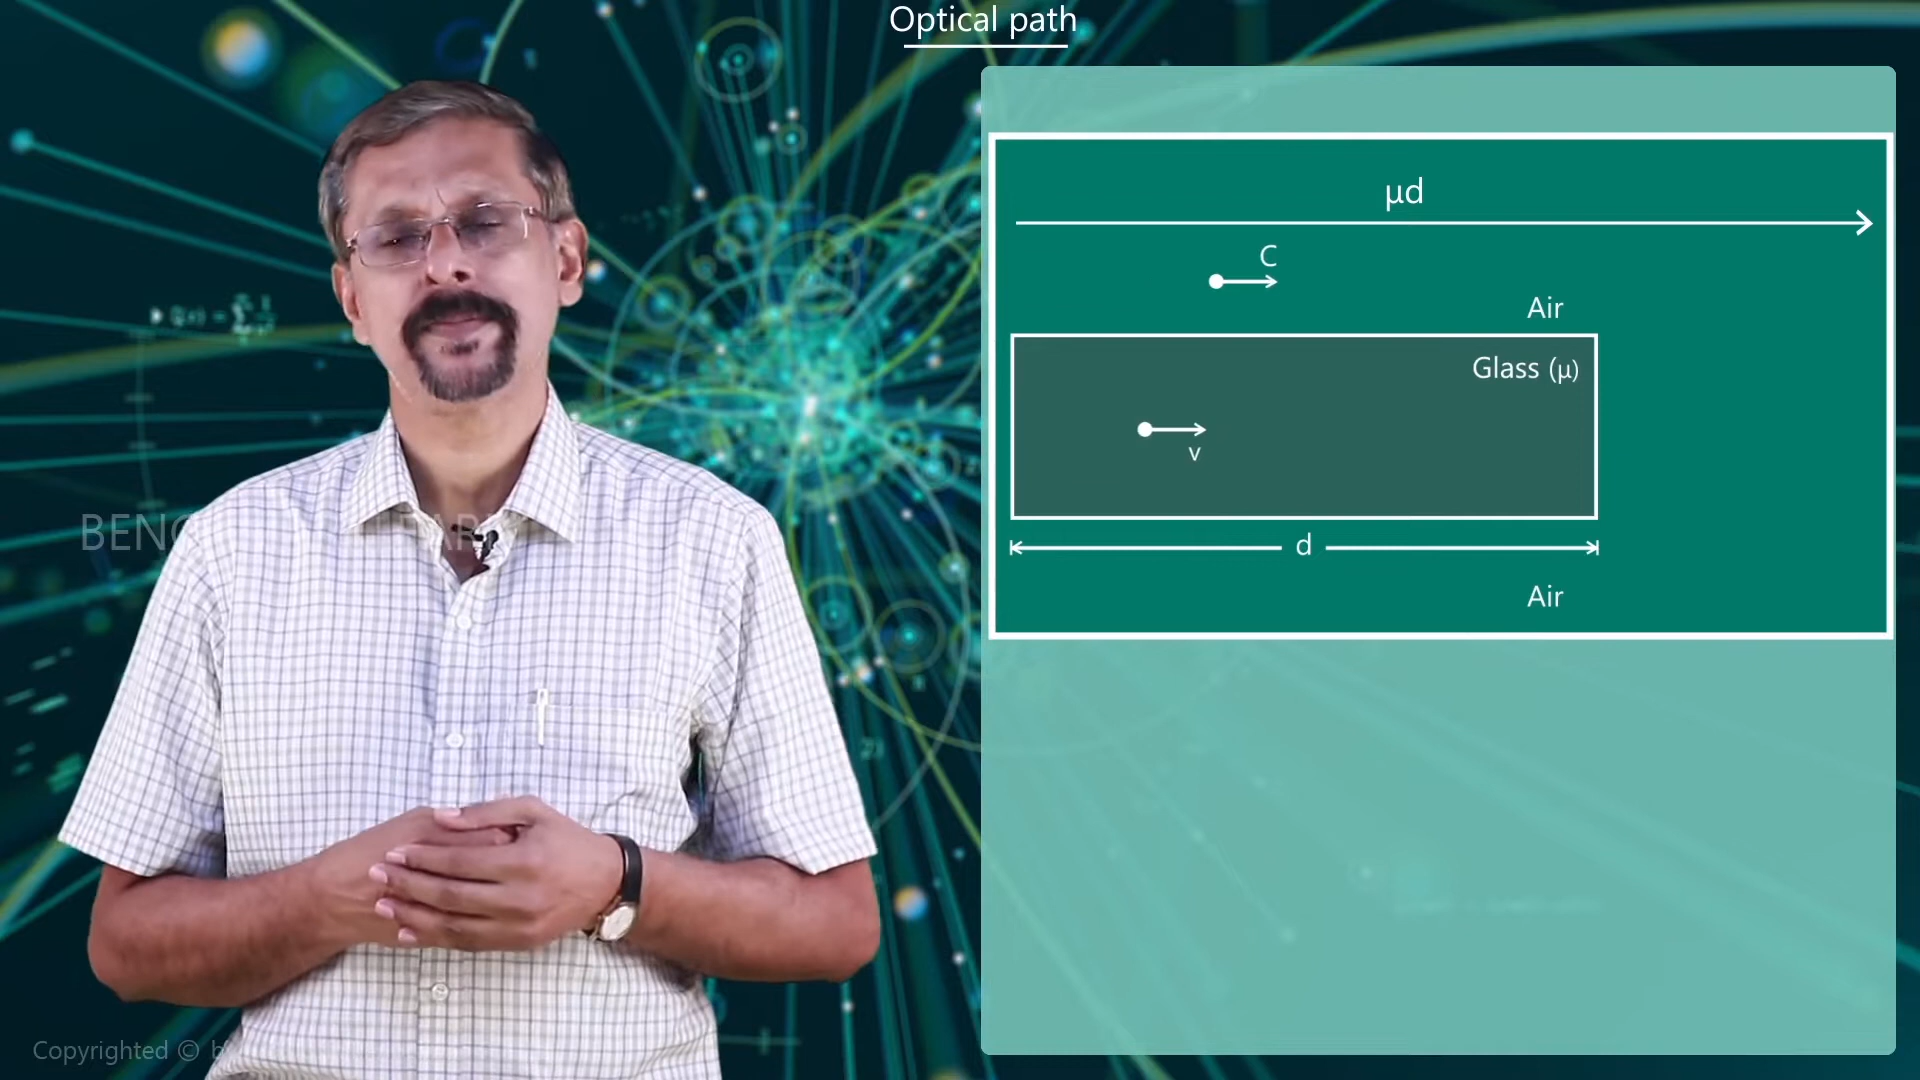 Optical path
μd
C
Air
Glass (μ)
v
d
Air
Copyrighted ©